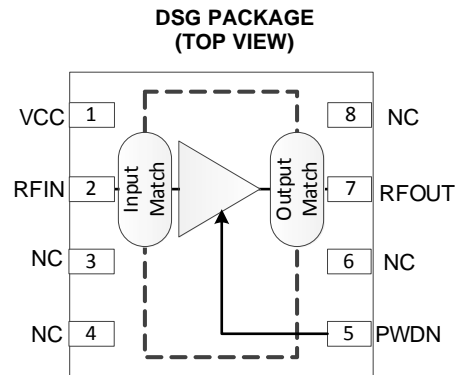 DSG PACKAGE
(TOP VIEW)
VCC 1
8 NC
RFIN 2
Input Match
Output Match
7 RFOUT
NC 3
6 NC
NC 4
5 PWDN